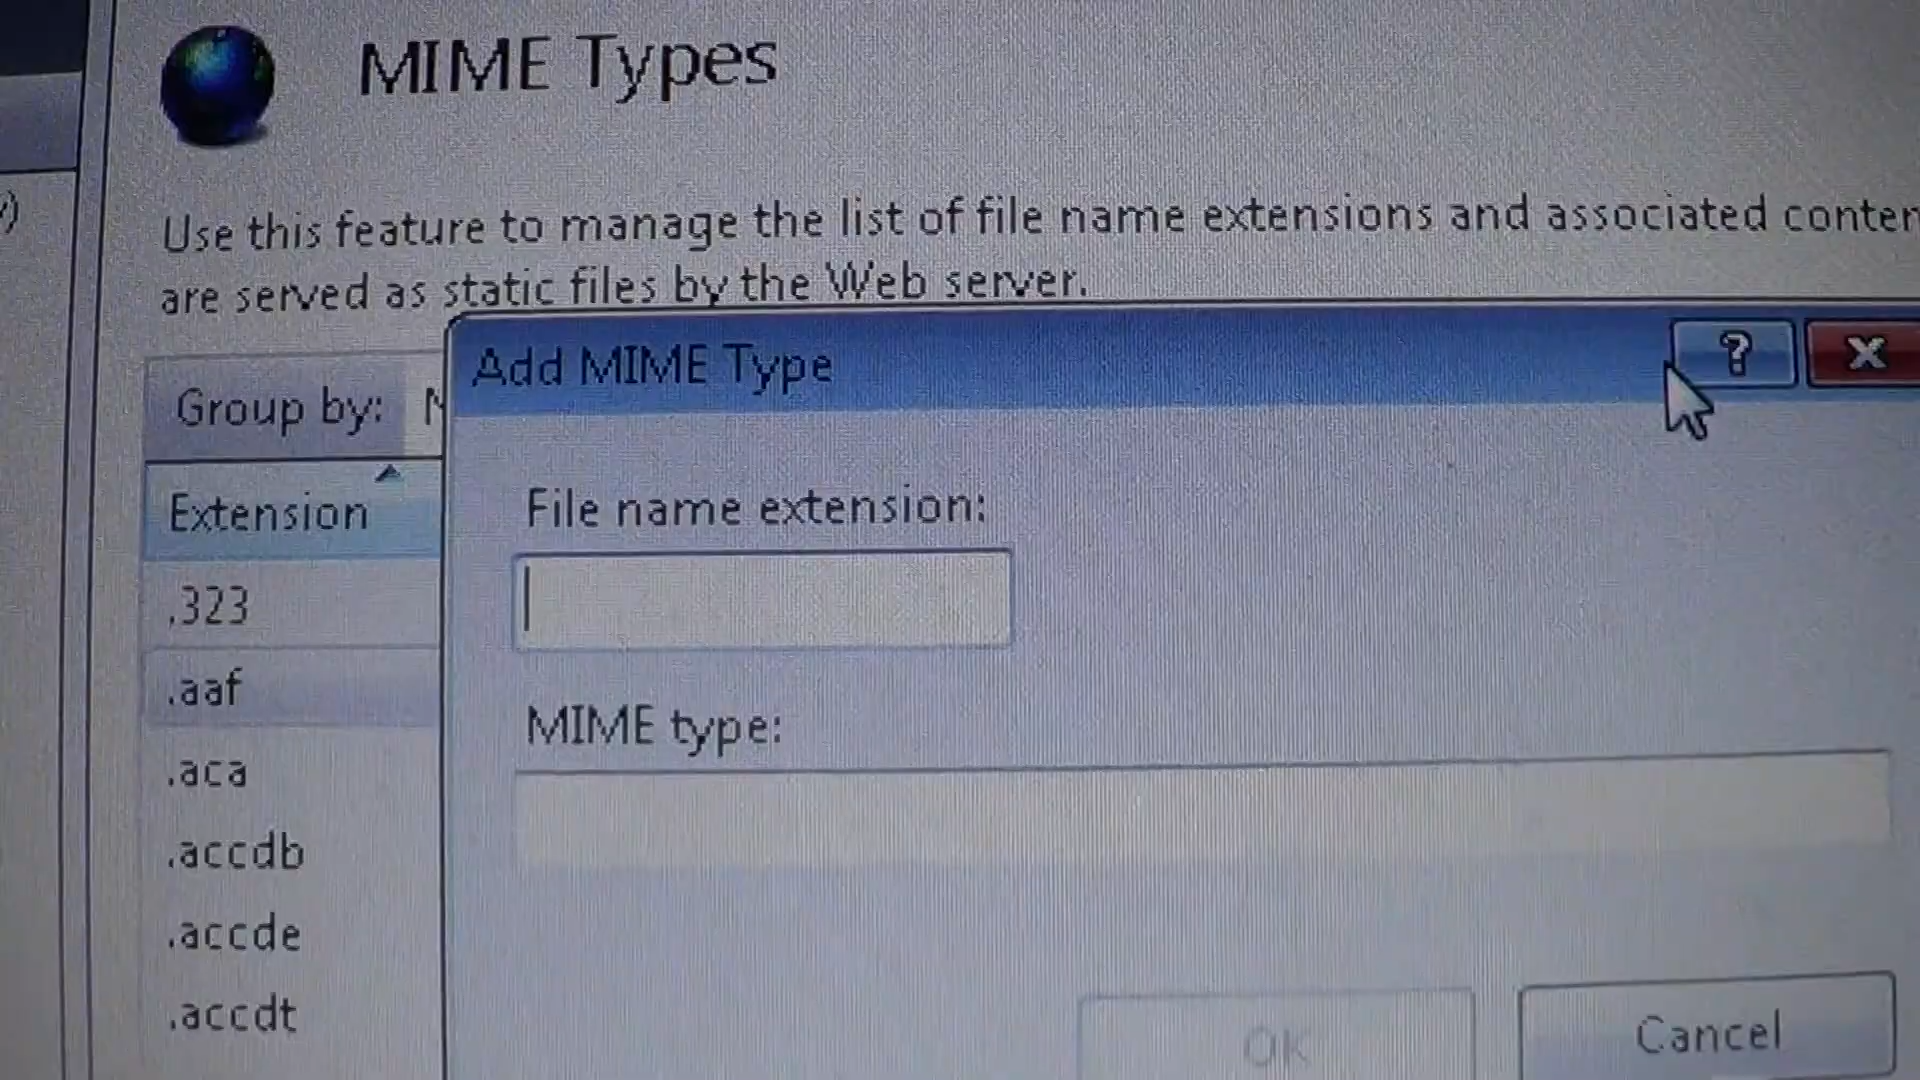 MIME Types
Use this feature to manage the list of file name extensions and associated
are served as static files by the Web server.
Add MIME Type
?
X
Group by:
File name extension:
Extension
.323
.aaf
MIME type:
.aca
.accdb
.accde
.accdt
OK
Cancel